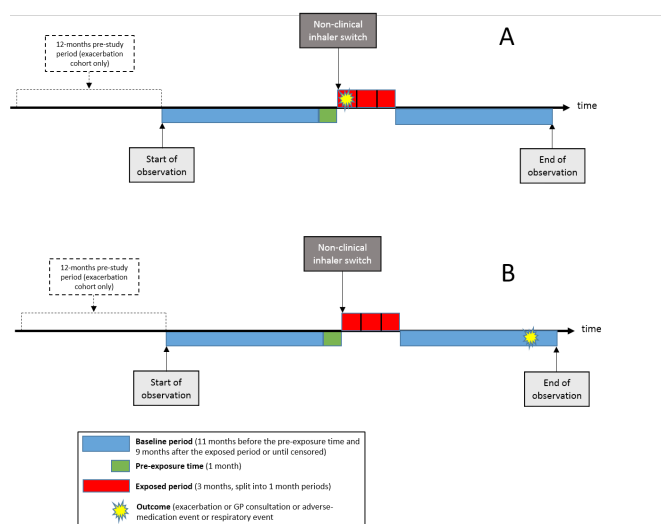 Non-clinical
inhaler switch
A
12-months pre-study
period (exacerbation
cohort only)
time
Start of
observation
End of
observation
Non-clinical
inhaler switch
B
12-months pre-study
period (exacerbation
cohort only)
time
Start of
observation
End of
observation
Baseline period (11 months before the pre-exposure time and
9 months after the exposed period or until censored)
Pre-exposure time (1 month)
Exposed period (3 months, split into 1 month periods)
Outcome (exacerbation or GP consultation or adverse-
medication event or respiratory event